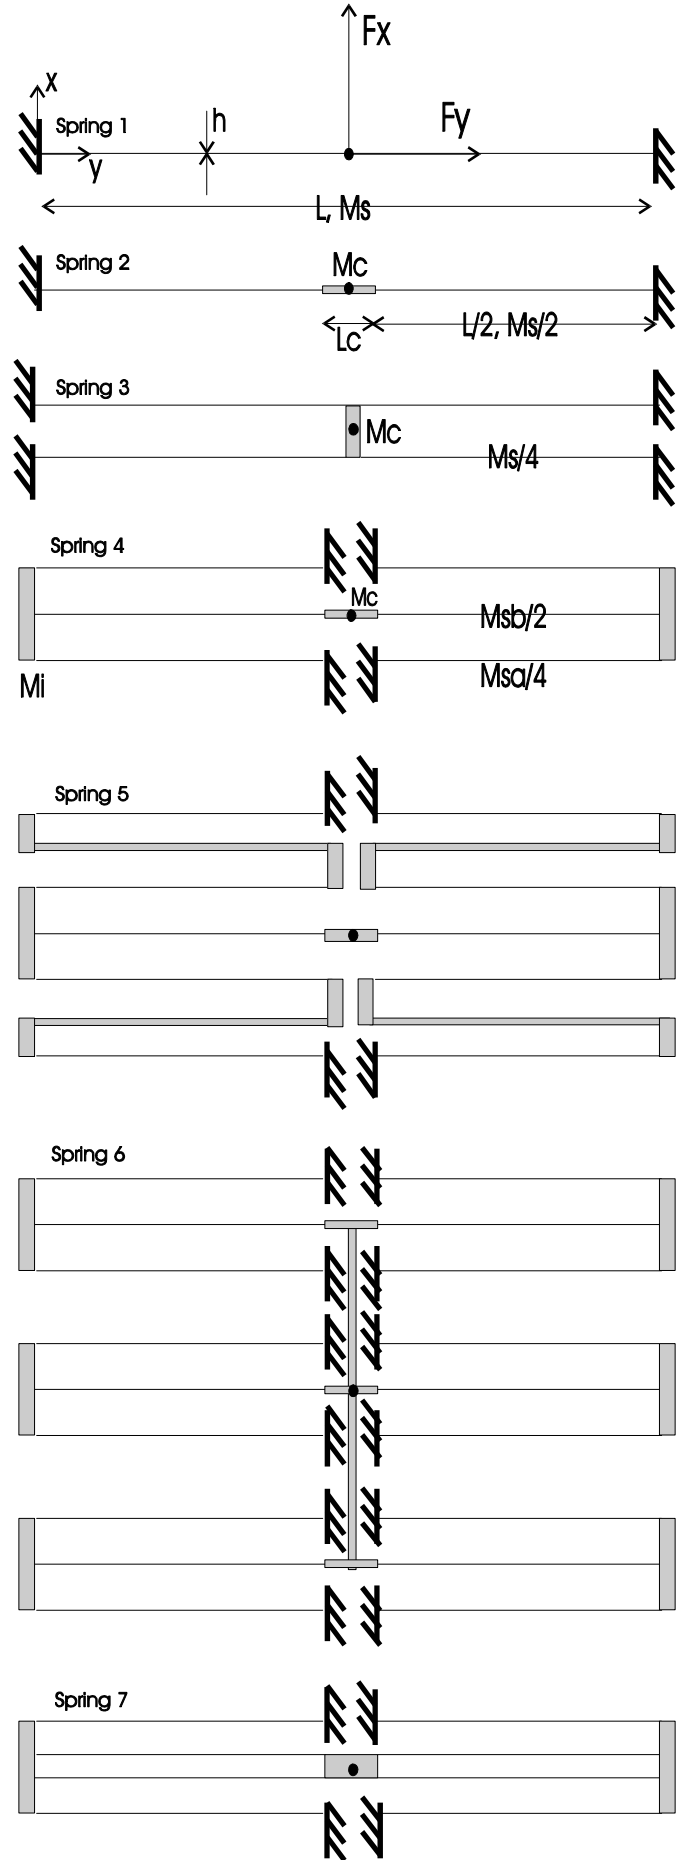 Fx
x
Spring 1
h
Fy
y
L, Ms
Spring 2
Mc
L/2, Ms/2
Lc
Spring 3
Mc
Ms/4
Spring 4
Mc
Msb/2
Mi
Msa/4
Spring 5
Spring 6
Spring 7